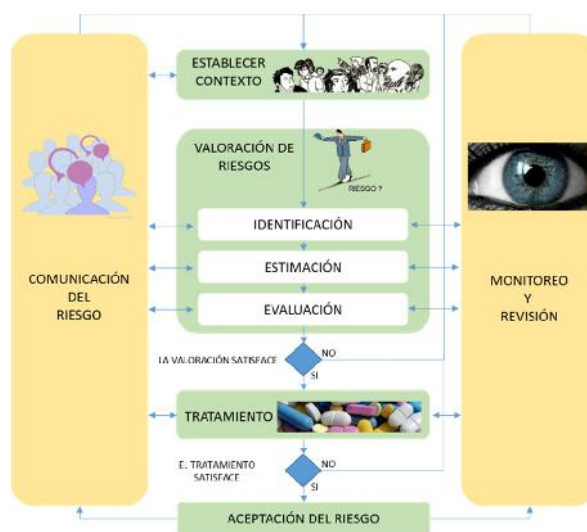 ESTABLECER
CONTEXTO
VALORACIÓN DE
RIESGOS
RIESGO ?
IDENTIFICACIÓN
ESTIMACIÓN
EVALUACIÓN
COMUNICACIÓN
DEL
RIESGO
MONITOREO
Y
REVISIÓN
LA VALORACIÓN SATISFACE
NO
SI
TRATAMIENTO
EL TRATAMIENTO
SATISFACE
NO
SI
ACEPTACIÓN DEL RIESGO